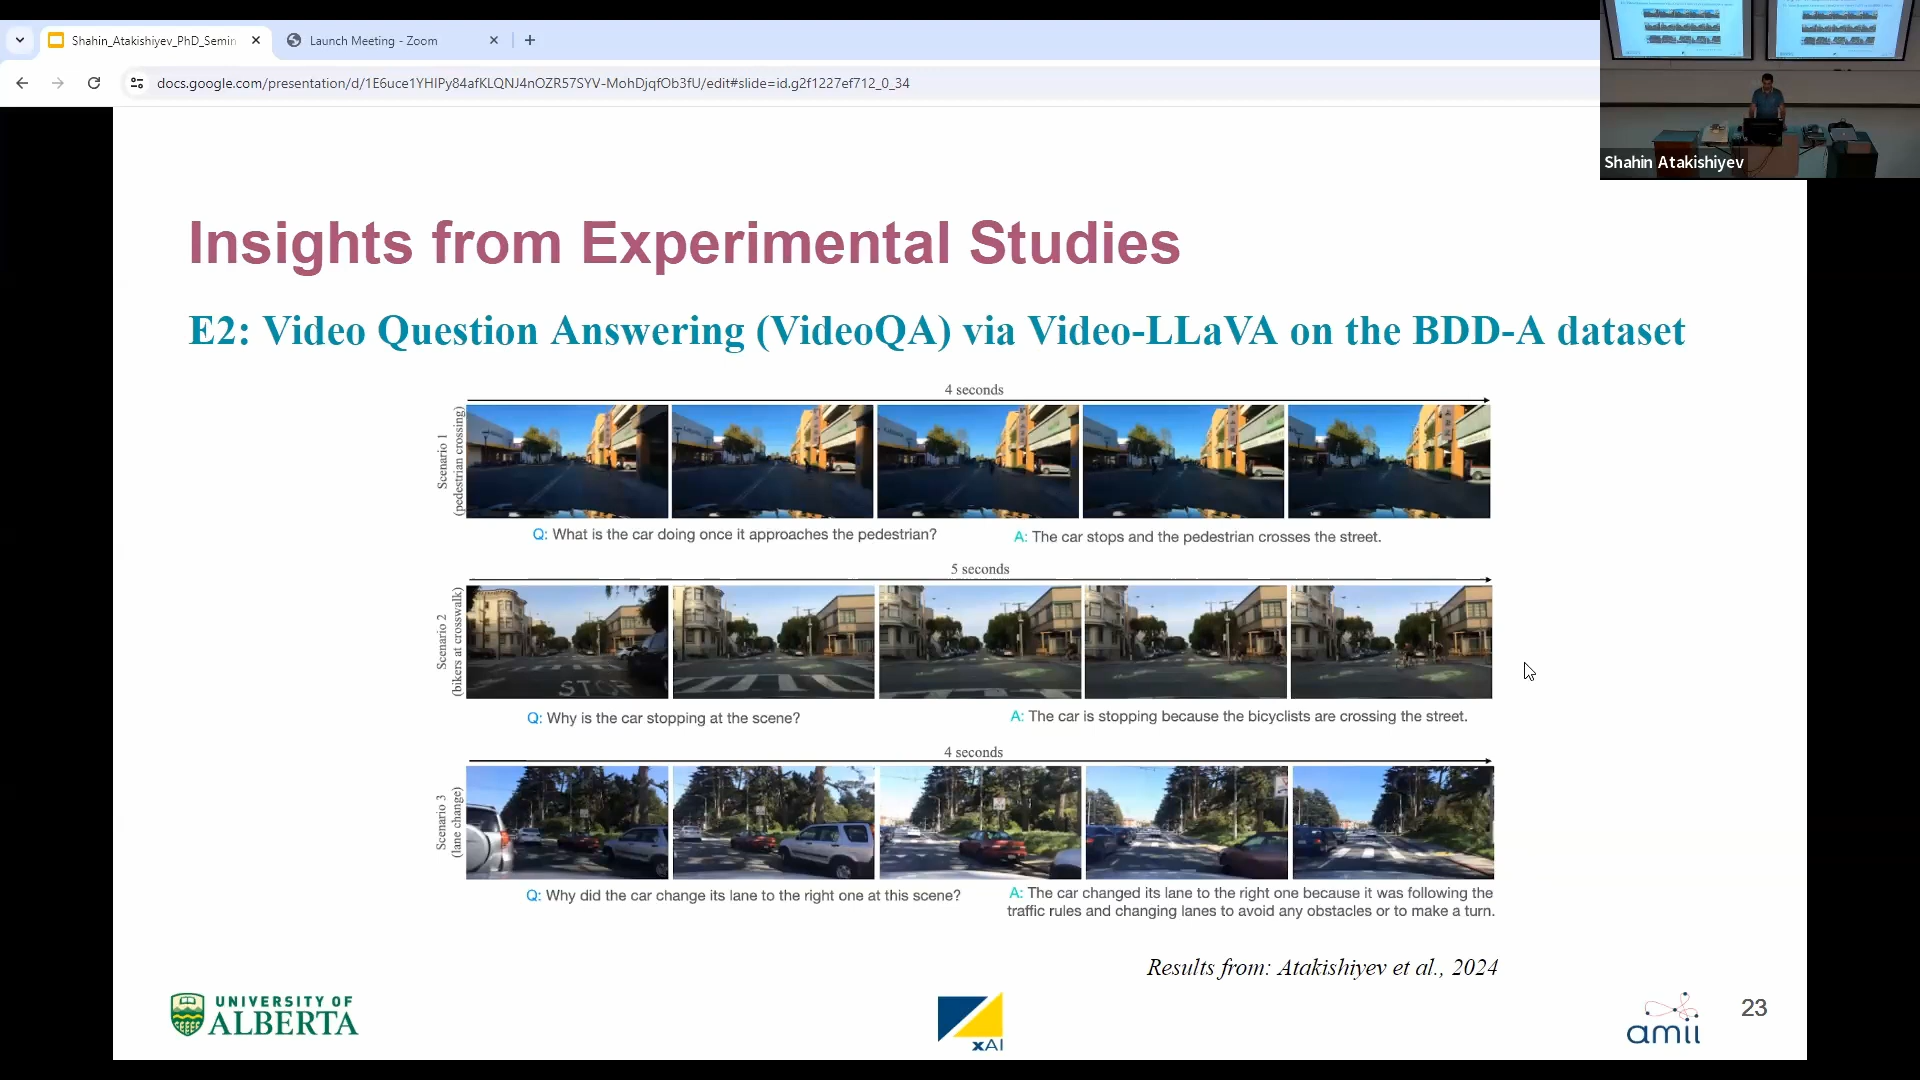 Shahin_Atakishiyev_PhD_Semin
Launch Meeting - Zoom
docs.google.com/presentation/d/1E6uce1YHIPy84afKLQNJ4nOZR57SYV-MohDjqfOb3fU/edit#slide=id.g2f1227ef712_0_34
Shahin Atakishiyev
Insights from Experimental Studies
E2: Video Question Answering (VideoQA) via Video-LLaVA on the BDD-A dataset
4 seconds
Scenario 1
(pedestrian crossing)
Q: What is the car doing once it approaches the pedestrian?
A: The car stops and the pedestrian crosses the street.
5 seconds
Scenario 2
(bikers at crosswalk)
STOP
Q: Why is the car stopping at the scene?
A: The car is stopping because the bicyclists are crossing the street.
4 seconds
Scenario 3
(lane change)
Q: Why did the car change its lane to the right one at this scene?
A: The car changed its lane to the right one because it was following the
traffic rules and changing lanes to avoid any obstacles or to make a turn.
Results from: Atakishiyev et al., 2024
UNIVERSITY OF
ALBERTA
xAI
amii
23